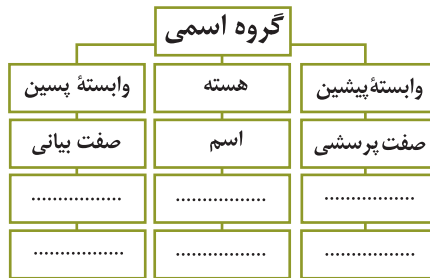 گروه اسمی
وابستهٔ پیشین
هسته
وابستهٔ پسین
صفت پرسشی
اسم
صفت بیانی
.................
.................
.................
.................
.................
.................